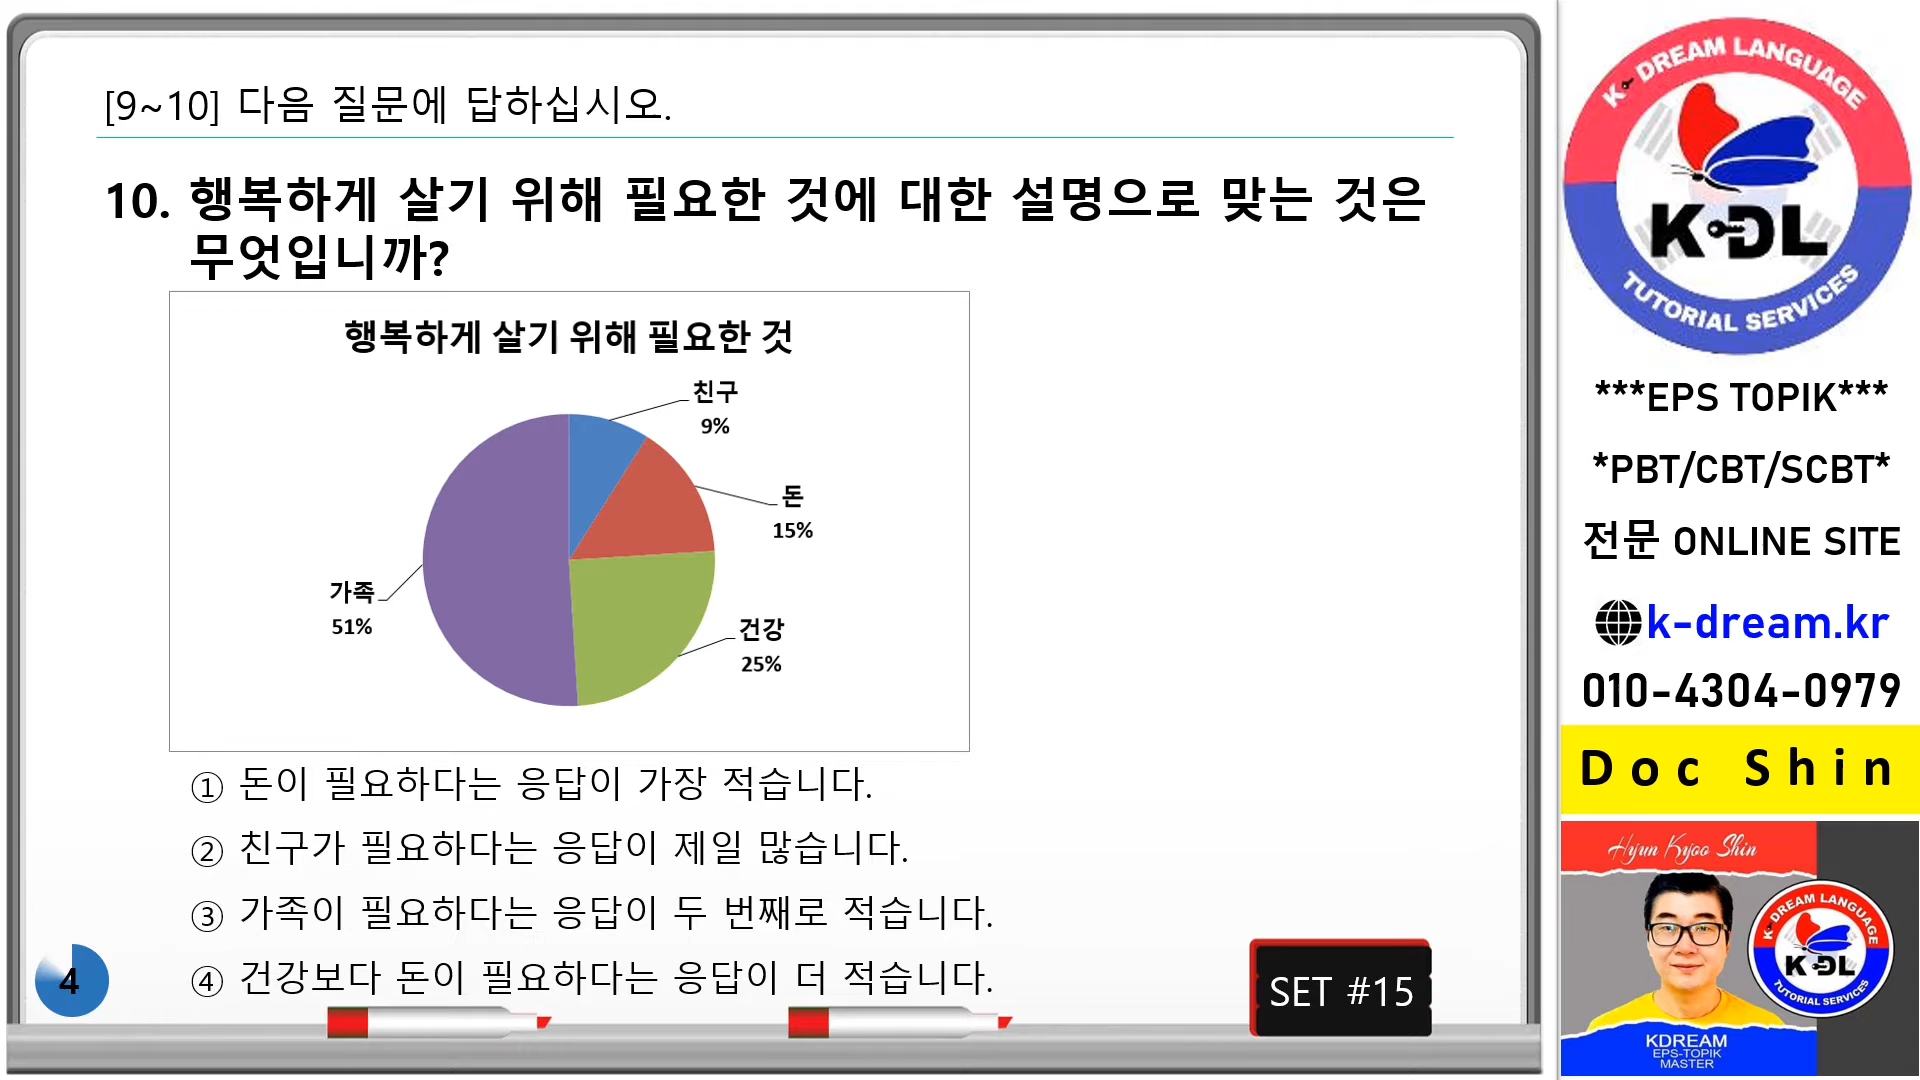 [9~10] 다음 질문에 답하십시오.
10. 행복하게 살기 위해 필요한 것에 대한 설명으로 맞는 것은
무엇입니까?
행복하게 살기 위해 필요한 것
친구
9%
돈
15%
가족
51%
건강
25%
① 돈이 필요하다는 응답이 가장 적습니다.
② 친구가 필요하다는 응답이 제일 많습니다.
③ 가족이 필요하다는 응답이 두 번째로 적습니다.
④ 건강보다 돈이 필요하다는 응답이 더 적습니다.
4
SET #15
K DREAM LANGUAGE
K DL
TUTORIAL SERVICES
***EPS TOPIK***
*PBT/CBT/SCBT*
전문 ONLINE SITE
k-dream.kr
010-4304-0979
Doc Shin
Hyun Kyoo Shin
K DREAM LANGUAGE
K DL
TUTORIAL SERVICES
KDREAM
EPS-TOPIK
MASTER